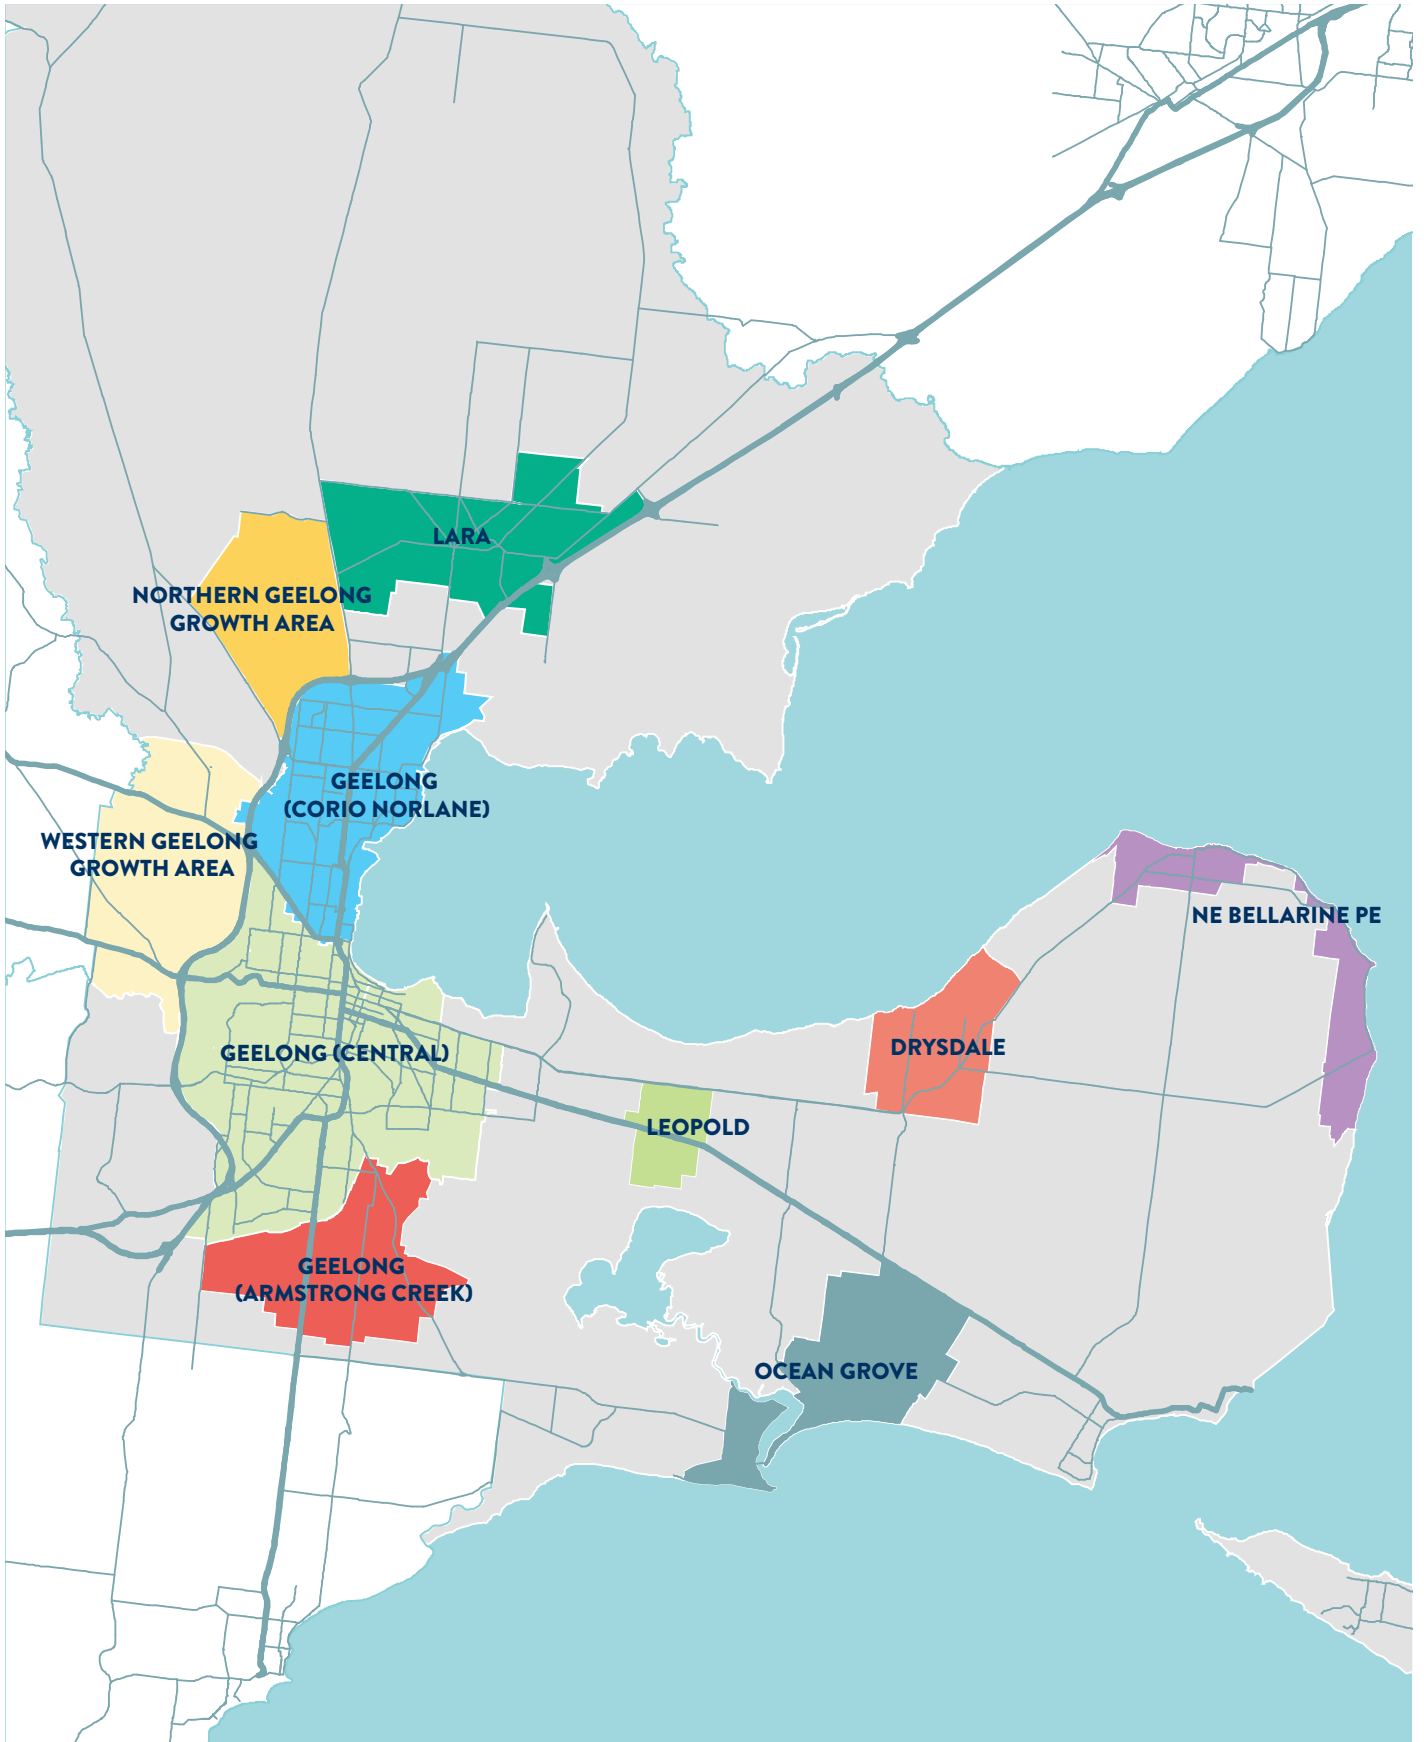 LARA
NORTHERN GEELONG
GROWTH AREA
GEELONG
(CORIO NORLANE)
WESTERN GEELONG
GROWTH AREA
NE BELLARINE PE
GEELONG (CENTRAL)
DRYSDALE
LEOPOLD
GEELONG
(ARMSTRONG CREEK)
OCEAN GROVE